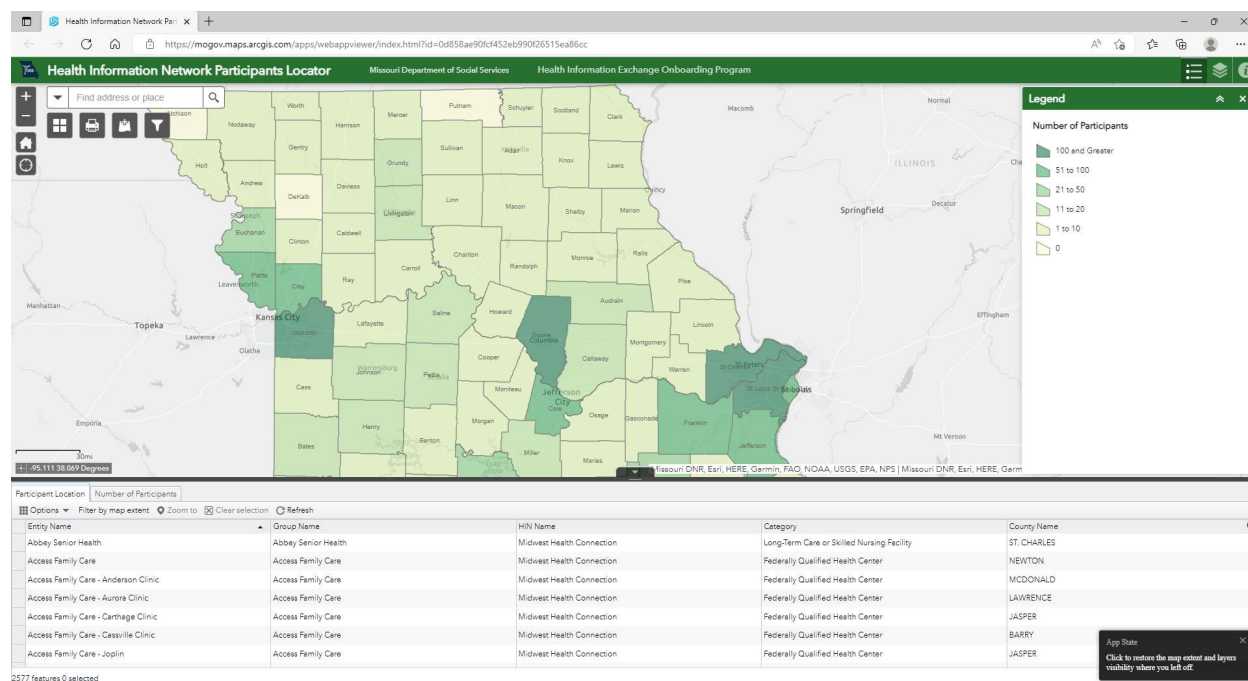 Health Information Network Part
https://mogov.maps.arcgis.com/apps/webappviewer/index.html?id=0d858ae90fcf452eb990f26515ea86cc
Health Information Network Participants Locator Missouri Department of Social Services Health Information Exchange Onboarding Program
Find address or place
Legend
Number of Participants
100 and Greater
51 to 100
21 to 50
11 to 20
1 to 10
0
Worth Putnam Schuyler Scotland Macomb Normal
Nodaway Harrison Mercer Clark
Gentry Sullivan Adair
Holt Grundy Knox Lewis ILLINOIS
Andrew DeKalb Daviess Linn Macon Shelby Marion Quincy Springfield Decatur
Livingston
Buchanan Clinton Caldwell
Chariton Monroe Ralls
Platte Carroll Randolph Pike
Leavenworth Clay Ray
Manhattan Audrain
Topeka Kansas City Saline Howard Effingham
Lawrence Jackson Lafayette Boone Lincoln
Columbia
Olathe Cooper Callaway Montgomery
Warrensburg Warren St Charles St Peters
Johnson Pettis
Cass Moniteau Jefferson City St Louis
Cole
Emporia Morgan Osage Gasconade Franklin
Henry Mt Vernon
Bates Benton Miller Maries Jefferson
30mi
-95.111 38.069 Degrees
Missouri DNR, Esri, HERE, Garmin, FAO, NOAA, USGS, EPA, NPS | Missouri DNR, Esri, HERE, Garm
Participant Location Number of Participants
Options Filter by map extent Zoom to Clear selection Refresh
Entity Name Group Name HIN Name Category County Name
Abbey Senior Health Abbey Senior Health Midwest Health Connection Long-Term Care or Skilled Nursing Facility ST. CHARLES
Access Family Care Access Family Care Midwest Health Connection Federally Qualified Health Center NEWTON
Access Family Care - Anderson Clinic Access Family Care Midwest Health Connection Federally Qualified Health Center MCDONALD
Access Family Care - Aurora Clinic Access Family Care Midwest Health Connection Federally Qualified Health Center LAWRENCE
Access Family Care - Carthage Clinic Access Family Care Midwest Health Connection Federally Qualified Health Center JASPER
Access Family Care - Cassville Clinic Access Family Care Midwest Health Connection Federally Qualified Health Center BARRY
Access Family Care - Joplin Access Family Care Midwest Health Connection Federally Qualified Health Center JASPER
App State
Click to restore the map extent and layers
visibility where you left off.
2577 features 0 selected